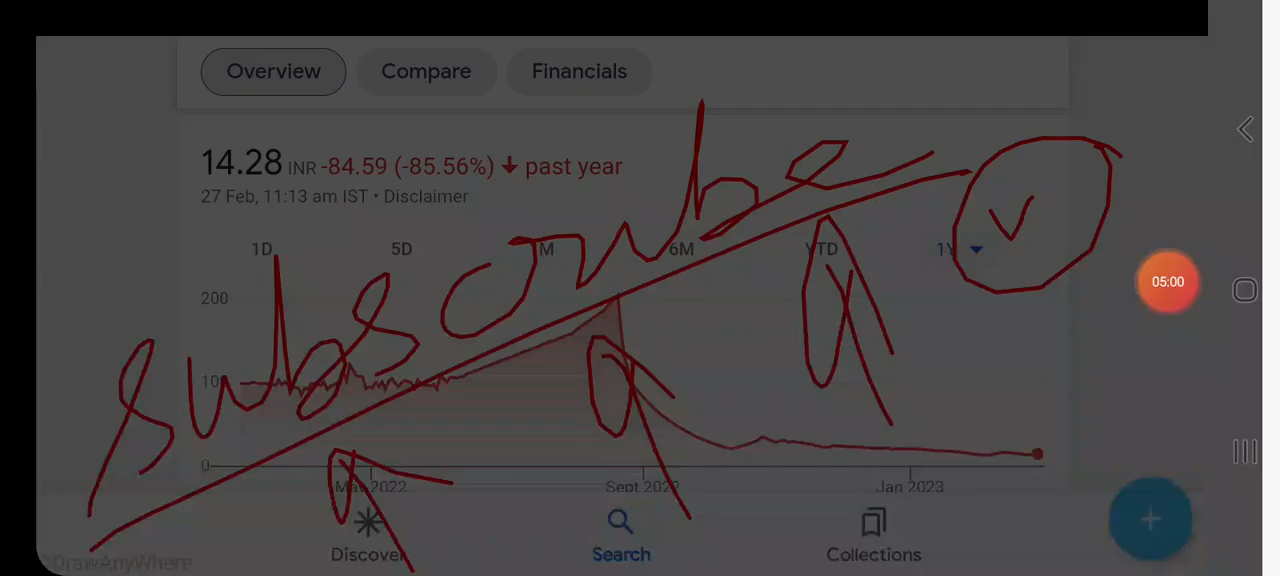 Overview Compare Financials
14.28 INR -84.59 (-85.56%) ↓ past year
27 Feb, 11:13 am IST • Disclaimer
1D 5D M 6M YTD 1Y
subscribe
200
100
0
May 2022 Sept 2022 Jan 2023
05:00
Discover Search Collections
DrawAnyWhere